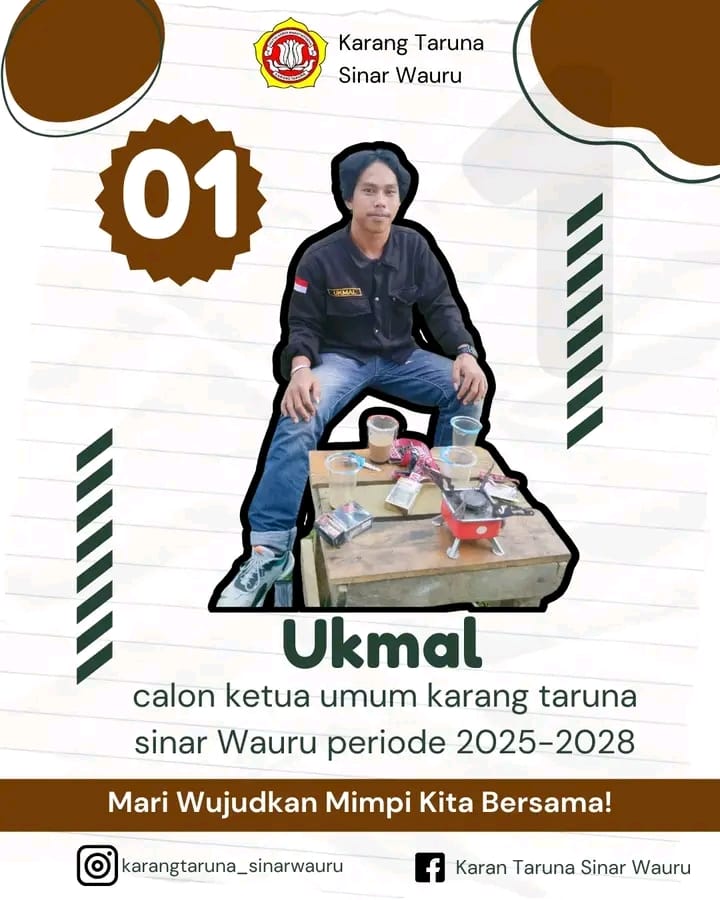 Karang Taruna
Sinar Wauru
01
1
UKMAL
Ukmal
calon ketua umum karang taruna
sinar Wauru periode 2025-2028
Mari Wujudkan Mimpi Kita Bersama!
karangtaruna_sinarwauru
Karan Taruna Sinar Wauru